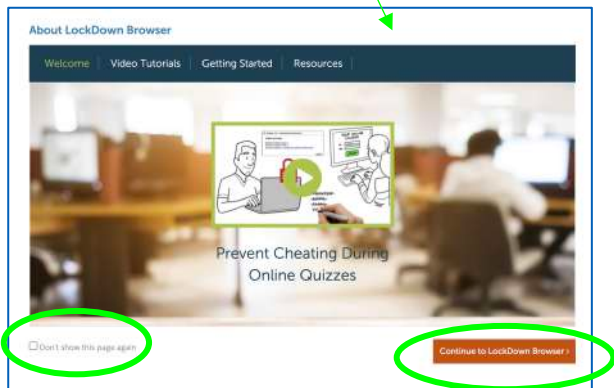 About LockDown Browser
Welcome
Video Tutorials
Getting Started
Resources
Prevent Cheating During
Online Quizzes
Don't show this page again
Continue to LockDown Browser ›